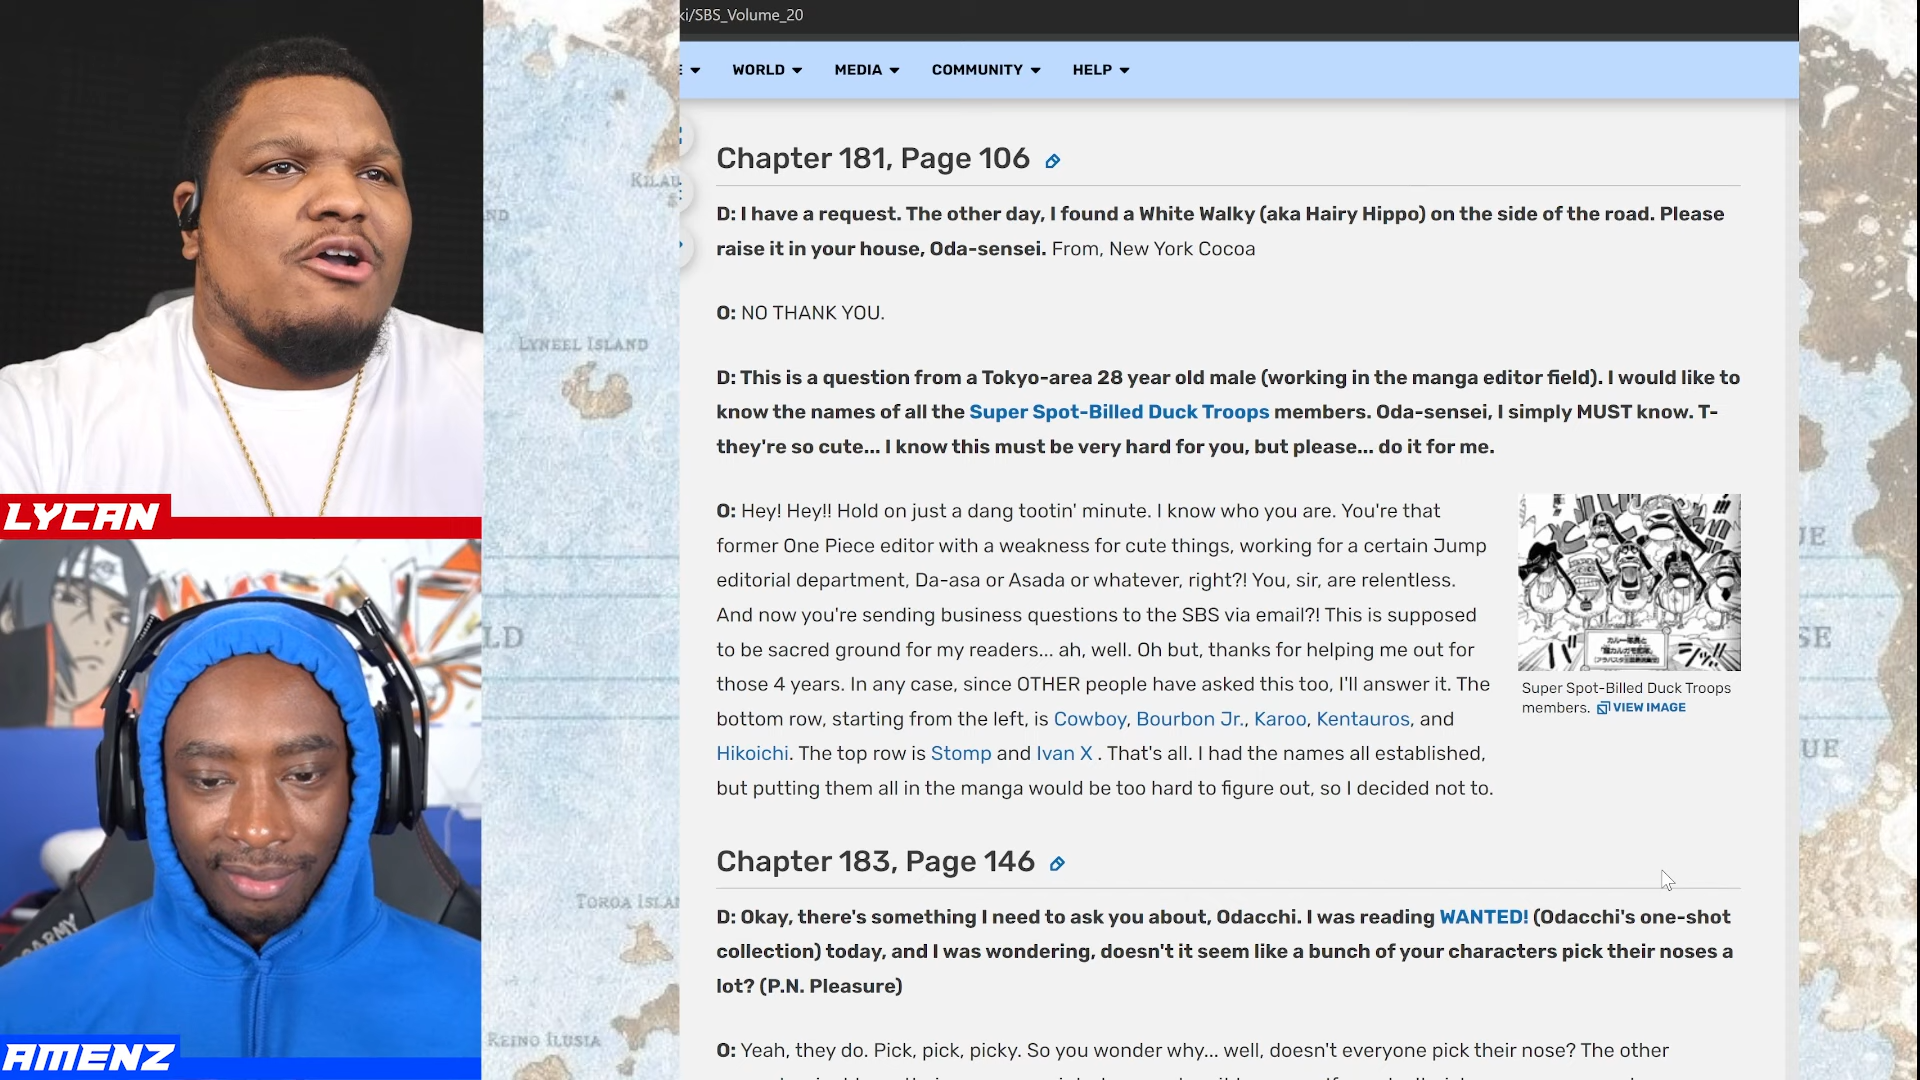 ki/SBS_Volume_20
E WORLD MEDIA COMMUNITY HELP
Chapter 181, Page 106
D: I have a request. The other day, I found a White Walky (aka Hairy Hippo) on the side of the road. Please
raise it in your house, Oda-sensei. From, New York Cocoa
O: NO THANK YOU.
D: This is a question from a Tokyo-area 28 year old male (working in the manga editor field). I would like to
know the names of all the Super Spot-Billed Duck Troops members. Oda-sensei, I simply MUST know. T-
they're so cute... I know this must be very hard for you, but please... do it for me.
O: Hey! Hey!! Hold on just a dang tootin' minute. I know who you are. You're that
former One Piece editor with a weakness for cute things, working for a certain Jump
editorial department, Da-asa or Asada or whatever, right?! You, sir, are relentless.
And now you're sending business questions to the SBS via email?! This is supposed
to be sacred ground for my readers... ah, well. Oh but, thanks for helping me out for
those 4 years. In any case, since OTHER people have asked this too, I'll answer it. The
bottom row, starting from the left, is Cowboy, Bourbon Jr., Karoo, Kentauros, and
Hikoichi. The top row is Stomp and Ivan X . That's all. I had the names all established,
but putting them all in the manga would be too hard to figure out, so I decided not to.
Super Spot-Billed Duck Troops
members. VIEW IMAGE
Chapter 183, Page 146
D: Okay, there's something I need to ask you about, Odacchi. I was reading WANTED! (Odacchi's one-shot
collection) today, and I was wondering, doesn't it seem like a bunch of your characters pick their noses a
lot? (P.N. Pleasure)
O: Yeah, they do. Pick, pick, picky. So you wonder why... well, doesn't everyone pick their nose? The other
LYCAN
AMENZ
KILAU
ND
LYNEEL ISLAND
LD
TOROA ISLAN
REINO ILUSIA
UE
SE
UE
ARMY